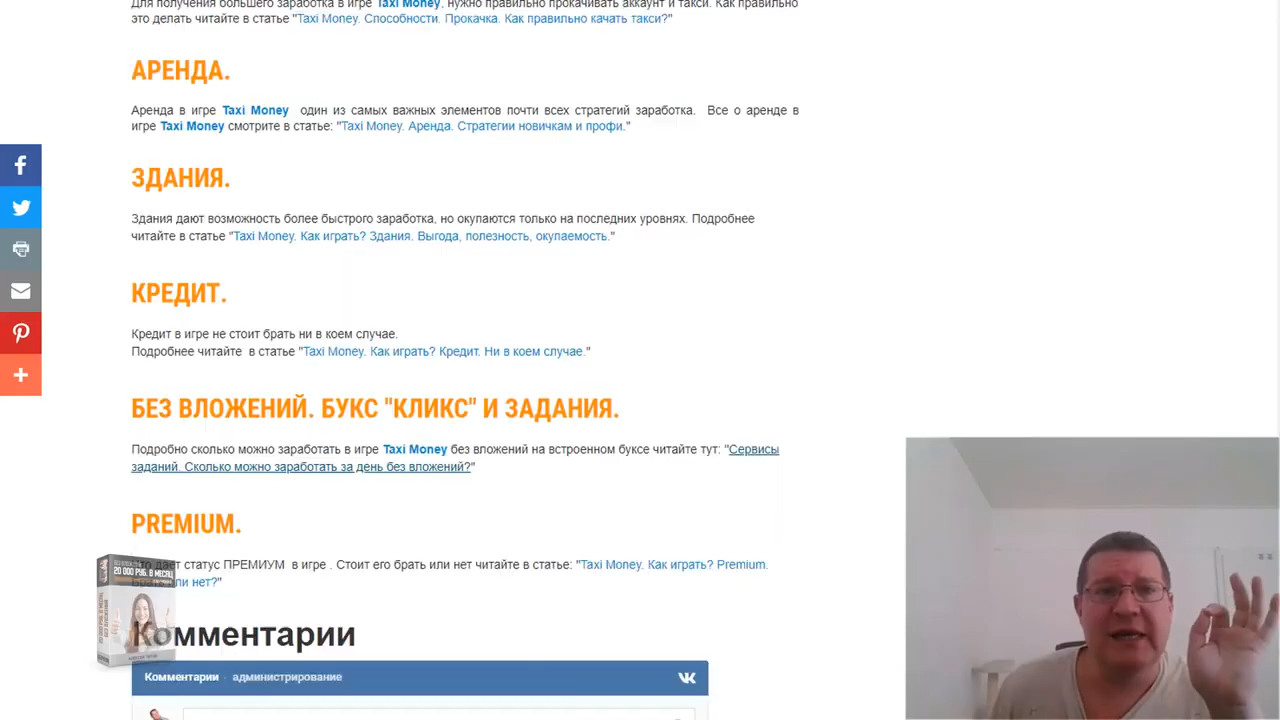 Для получения большего заработка в игре Taxi Money, нужно правильно прокачивать аккаунт и такси. Как правильно
это делать читайте в статье "Taxi Money. Способности. Прокачка. Как правильно качать такси?"
АРЕНДА.
Аренда в игре Taxi Money один из самых важных элементов почти всех стратегий заработка. Все о аренде в
игре Taxi Money смотрите в статье: "Taxi Money. Аренда. Стратегии новичкам и профи."
ЗДАНИЯ.
Здания дают возможность более быстрого заработка, но окупаются только на последних уровнях. Подробнее
читайте в статье "Taxi Money. Как играть? Здания. Выгода, полезность, окупаемость."
КРЕДИТ.
Кредит в игре не стоит брать ни в коем случае.
Подробнее читайте в статье "Taxi Money. Как играть? Кредит. Ни в коем случае."
БЕЗ ВЛОЖЕНИЙ. БУКС "КЛИКС" И ЗАДАНИЯ.
Подробно сколько можно заработать в игре Taxi Money без вложений на встроенном буксе читайте тут: "Сервисы
заданий. Сколько можно заработать за день без вложений?"
PREMIUM.
дает статус ПРЕМИУМ в игре . Стоит его брать или нет читайте в статье: "Taxi Money. Как играть? Premium.
или нет?"
20 000 РУБ. В МЕСЯЦ
Комментарии
Комментарии администрирование